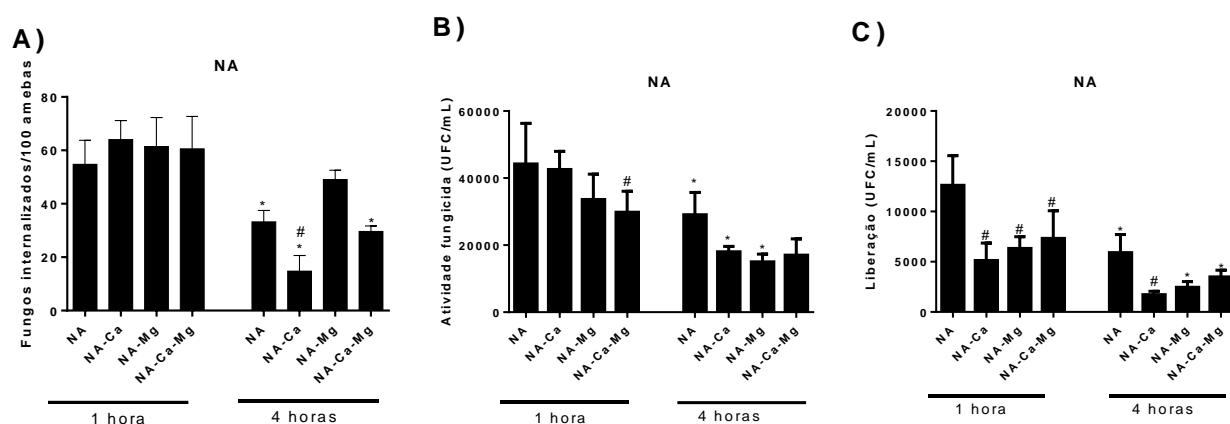 A)
NA
Fungos internalizados/100 amebas
80
60
40
20
0
*
#
*
*
NA
NA-Ca
NA-Mg
NA-Ca-Mg
NA
NA-Ca
NA-Mg
NA-Ca-Mg
1 hora
4 horas
B)
NA
Atividade fungicida (UFC/mL)
60000
40000
20000
0
#
*
*
*
NA
NA-Ca
NA-Mg
NA-Ca-Mg
NA
NA-Ca
NA-Mg
NA-Ca-Mg
1 hora
4 horas
C)
NA
Liberação (UFC/mL)
20000
15000
10000
5000
0
#
#
#
*
#
*
*
NA
NA-Ca
NA-Mg
NA-Ca-Mg
NA
NA-Ca
NA-Mg
NA-Ca-Mg
1 hora
4 horas